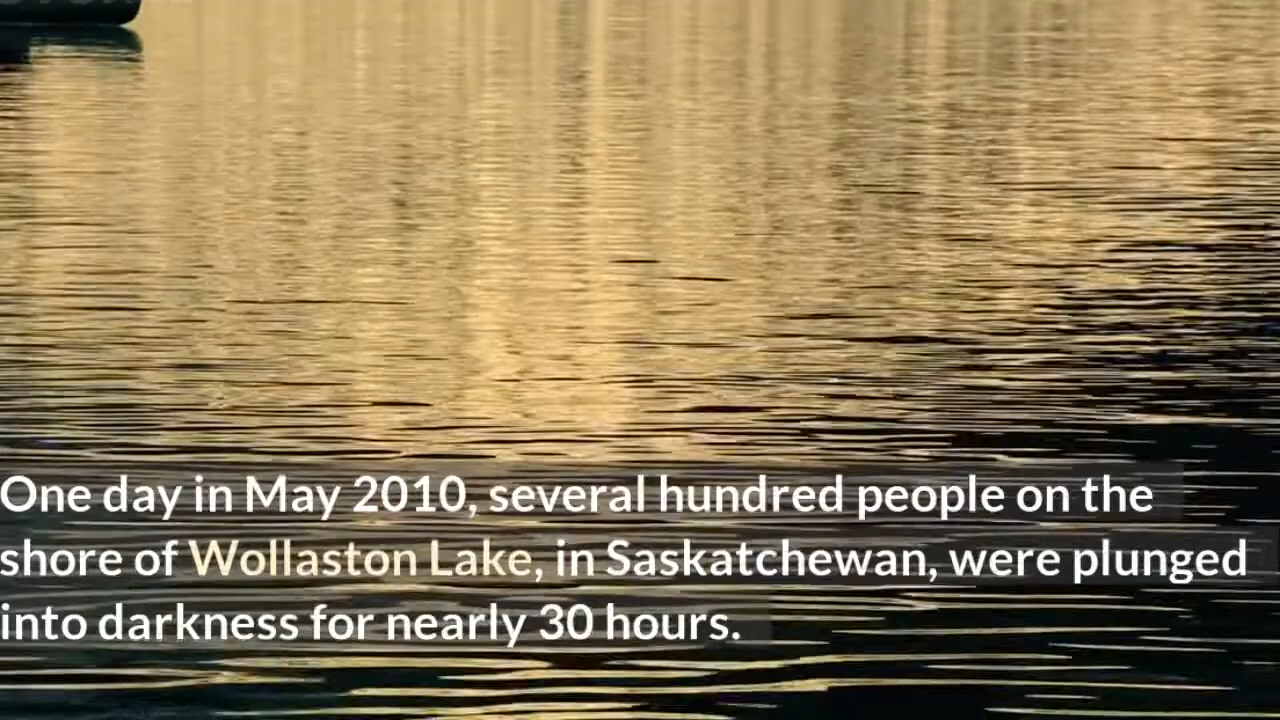 One day in May 2010, several hundred people on the
shore of Wollaston Lake, in Saskatchewan, were plunged
into darkness for nearly 30 hours.